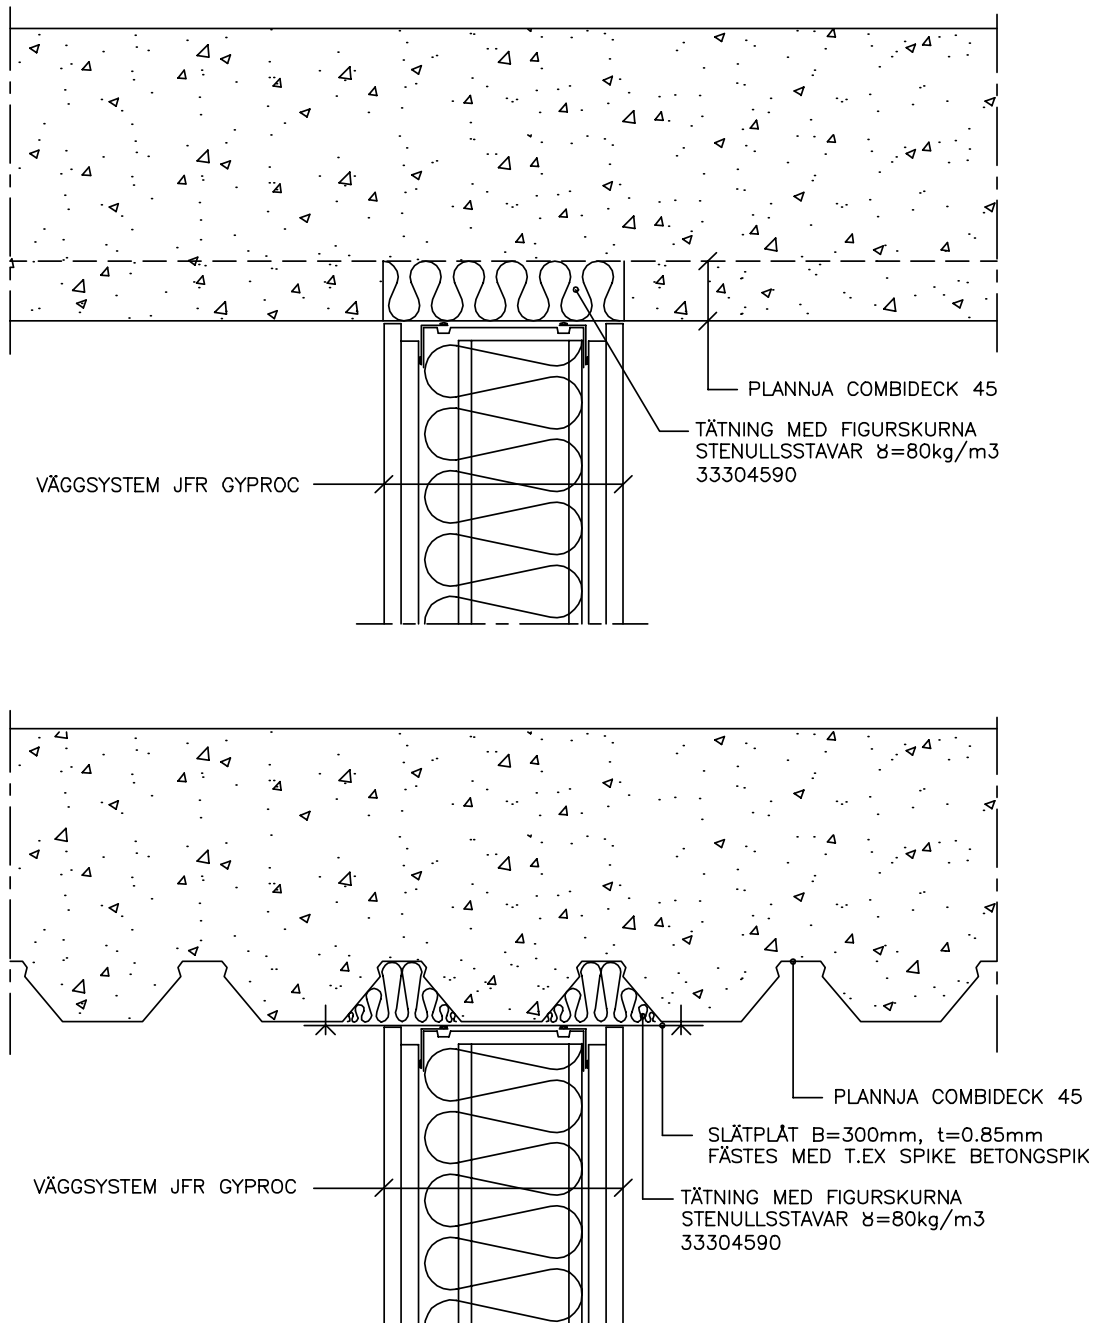 PLANNJA COMBIDECK 45
TÄTNING MED FIGURSKURNA
STENULLSSTAVAR ɣ=80kg/m3
33304590
VÄGGSYSTEM JFR GYPROC
PLANNJA COMBIDECK 45
SLÄTPLÅT B=300mm, t=0.85mm
FÄSTES MED T.EX SPIKE BETONGSPIK
VÄGGSYSTEM JFR GYPROC
TÄTNING MED FIGURSKURNA
STENULLSSTAVAR ɣ=80kg/m3
33304590